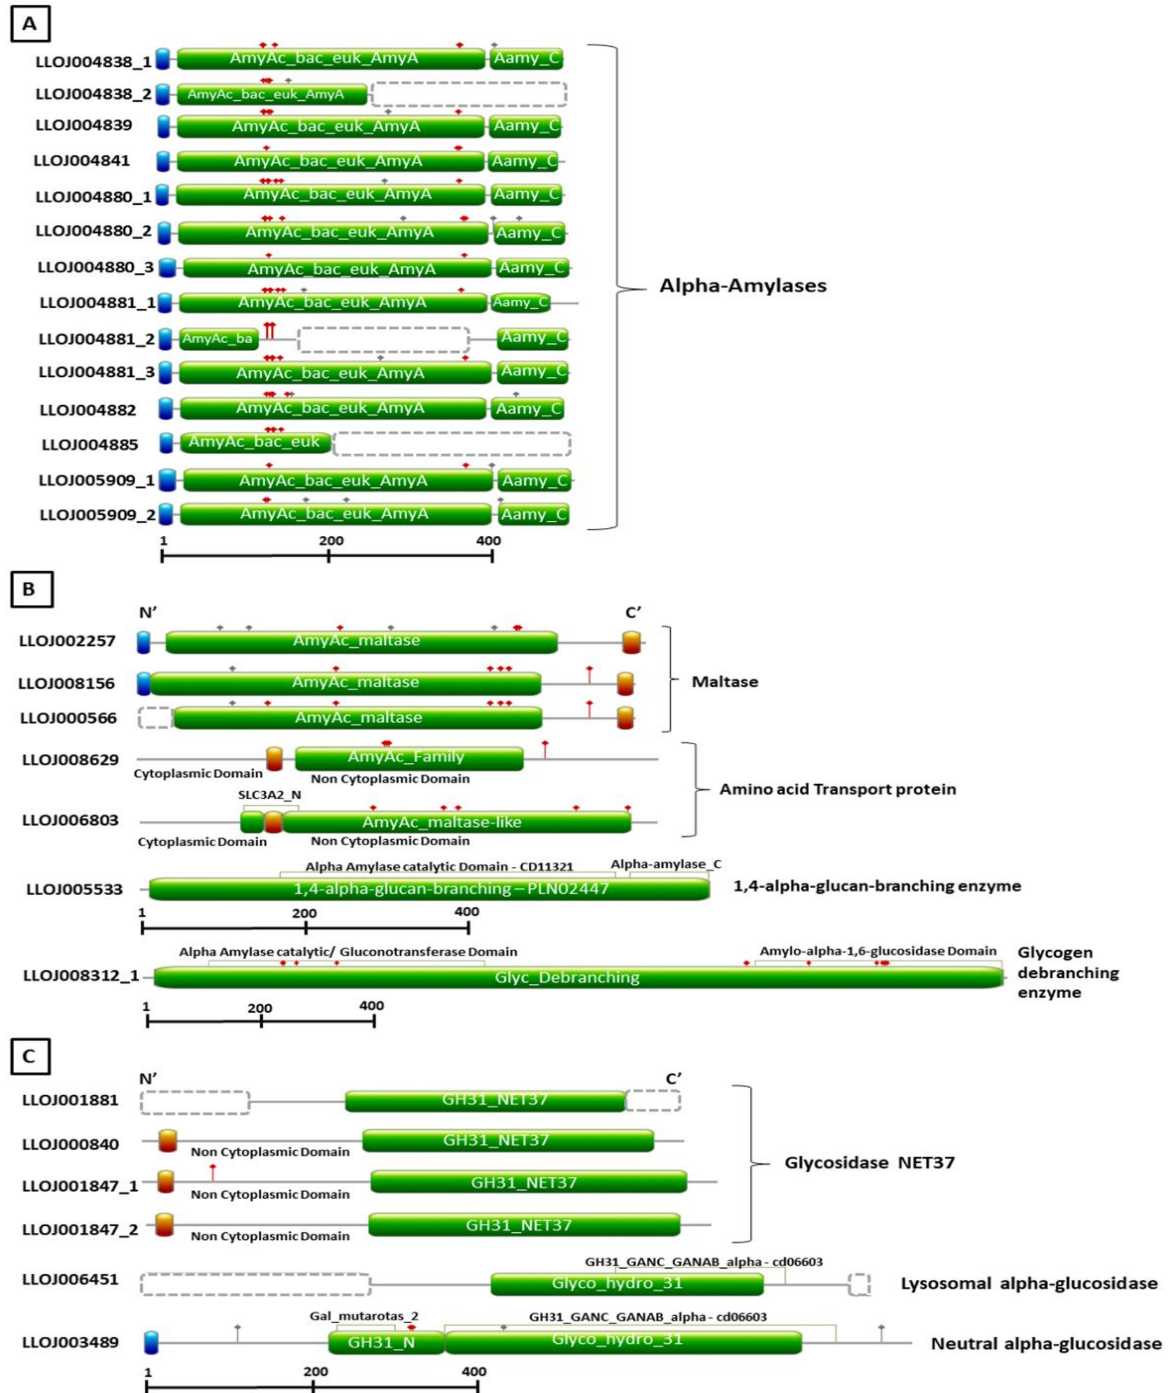 A
LLOJ004838_1 AmyAc_bac_euk_AmyA Aamy_C
LLOJ004838_2 AmyAc_bac_euk_AmyA
LLOJ004839 AmyAc_bac_euk_AmyA Aamy_C
LLOJ004841 AmyAc_bac_euk_AmyA Aamy_C
LLOJ004880_1 AmyAc_bac_euk_AmyA Aamy_C
LLOJ004880_2 AmyAc_bac_euk_AmyA Aamy_C
LLOJ004880_3 AmyAc_bac_euk_AmyA Aamy_C
Alpha-Amylases
LLOJ004881_1 AmyAc_bac_euk_AmyA Aamy_C
LLOJ004881_2 AmyAc_ba Aamy_C
LLOJ004881_3 AmyAc_bac_euk_AmyA Aamy_C
LLOJ004882 AmyAc_bac_euk_AmyA Aamy_C
LLOJ004885 AmyAc_bac_euk
LLOJ005909_1 AmyAc_bac_euk_AmyA Aamy_C
LLOJ005909_2 AmyAc_bac_euk_AmyA Aamy_C
1 200 400
B
N' C'
LLOJ002257 AmyAc_maltase
LLOJ008156 AmyAc_maltase Maltase
LLOJ000566 AmyAc_maltase
LLOJ008629 AmyAc_Family
Cytoplasmic Domain Non Cytoplasmic Domain
Amino acid Transport protein
SLC3A2_N
LLOJ006803 AmyAc_maltase-like
Cytoplasmic Domain Non Cytoplasmic Domain
Alpha Amylase catalytic Domain - CD11321 Alpha-amylase_C
LLOJ005533 1,4-alpha-glucan-branching – PLN02447 1,4-alpha-glucan-branching enzyme
1 200 400
Alpha Amylase catalytic/ Gluconotransferase Domain Amylo-alpha-1,6-glucosidase Domain
LLOJ008312_1 Glyc_Debranching
Glycogen
debranching
enzyme
1 200 400
C
N' C'
LLOJ001881 GH31_NET37
LLOJ000840 GH31_NET37
Non Cytoplasmic Domain
Glycosidase NET37
LLOJ001847_1 GH31_NET37
Non Cytoplasmic Domain
LLOJ001847_2 GH31_NET37
Non Cytoplasmic Domain
GH31_GANC_GANAB_alpha - cd06603
LLOJ006451 Glyco_hydro_31 Lysosomal alpha-glucosidase
Gal_mutarotas_2 GH31_GANC_GANAB_alpha - cd06603
LLOJ003489 GH31_N Glyco_hydro_31 Neutral alpha-glucosidase
1 200 400